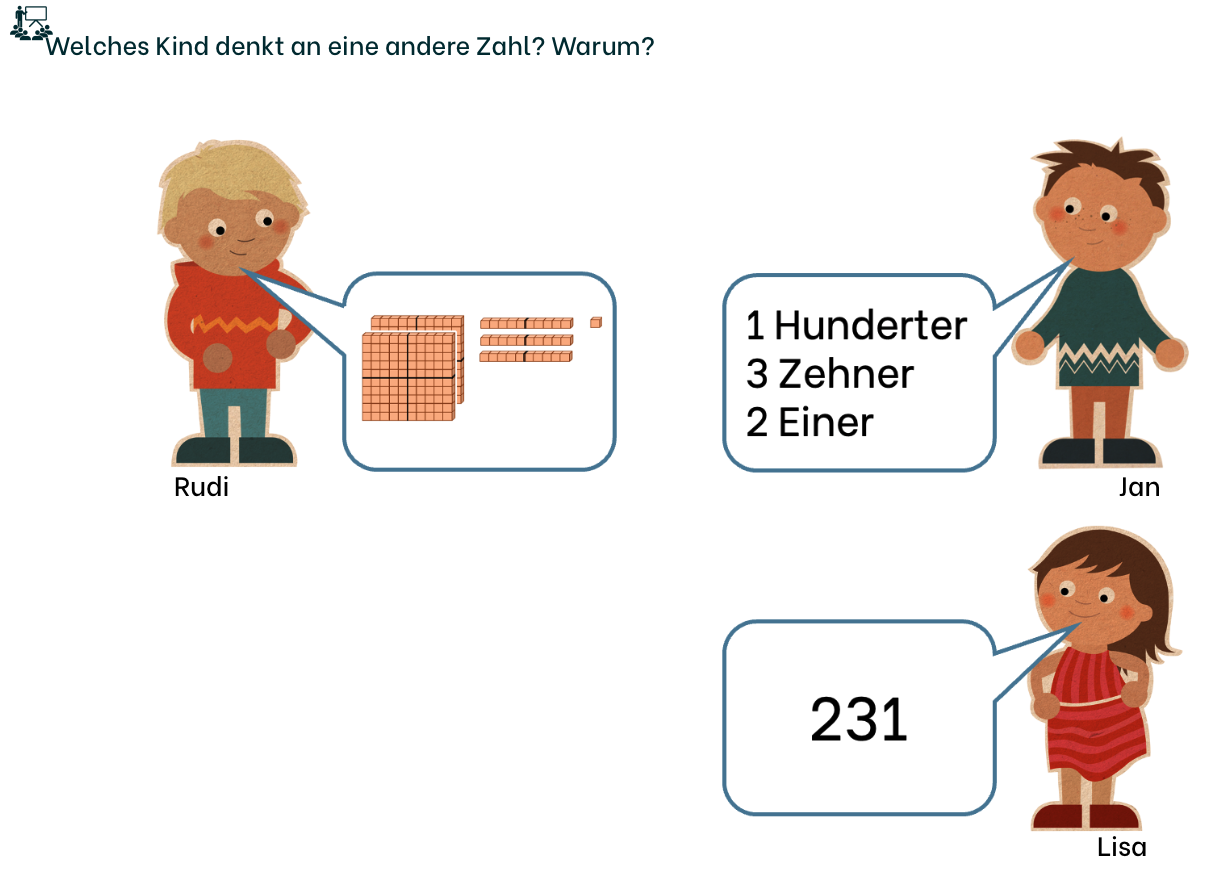 Welches Kind denkt an eine andere Zahl? Warum?
1 Hunderter
3 Zehner
2 Einer
Rudi
Jan
231
Lisa